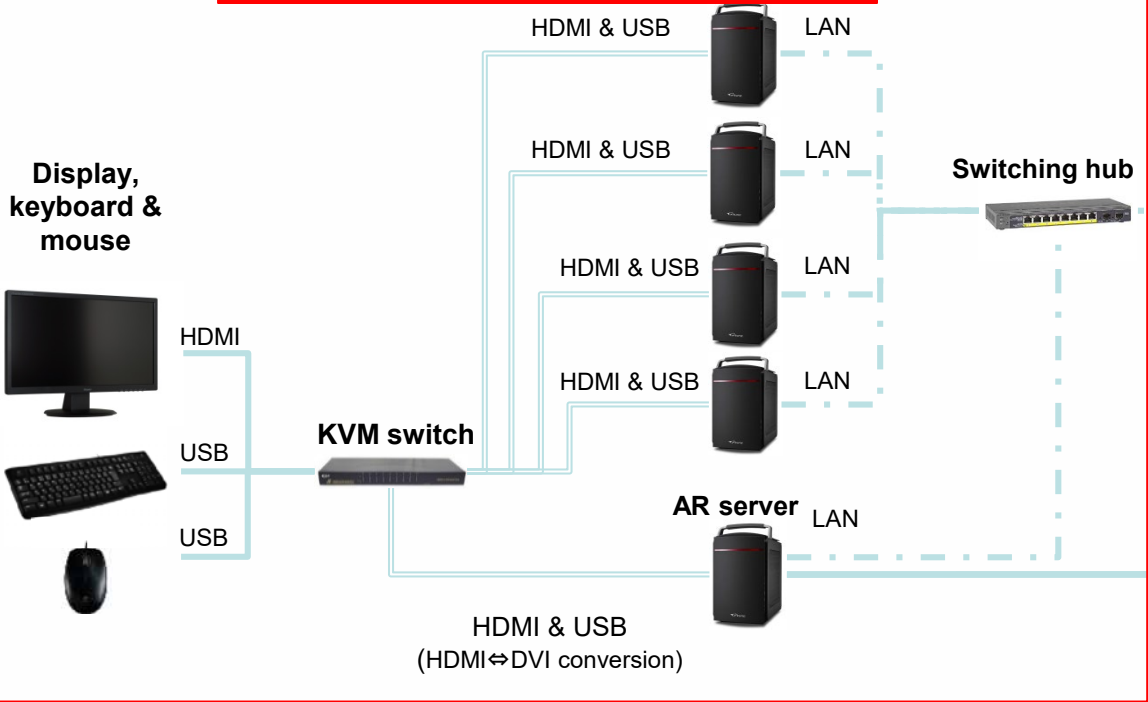 HDMI & USB
LAN
HDMI & USB
LAN
Display,
keyboard &
mouse
Switching hub
HDMI & USB
LAN
HDMI
HDMI & USB
LAN
KVM switch
USB
AR server
LAN
USB
HDMI & USB
(HDMI⇔DVI conversion)